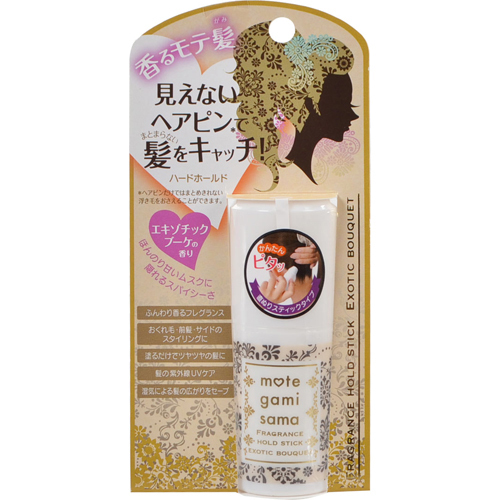 香るモテ髪
かみ
見えない
ヘアピン*で
まとまらない
髪をキャッチ!
ハードホールド
*ヘアピンだけではまとめきれない
浮き毛をおさえることができます。
エキゾチック
ブーケの
香り
ほんのり甘いムスクに
隠れるスパイシーさ
ふんわり香るフレグランス
おくれ毛・前髪・サイドの
スタイリングに
塗るだけでツヤツヤの髪に
髪の紫外線UVケア
湿気による髪の広がりをセーブ
かんたん
ピタッ
直ぬりスティックタイプ
m♥te
gami
sama
FRAGRANCE
HOLD STICK
EXOTIC BOUQUET
FRAGRANCE HOLD STICK EXOTIC BOUQUET